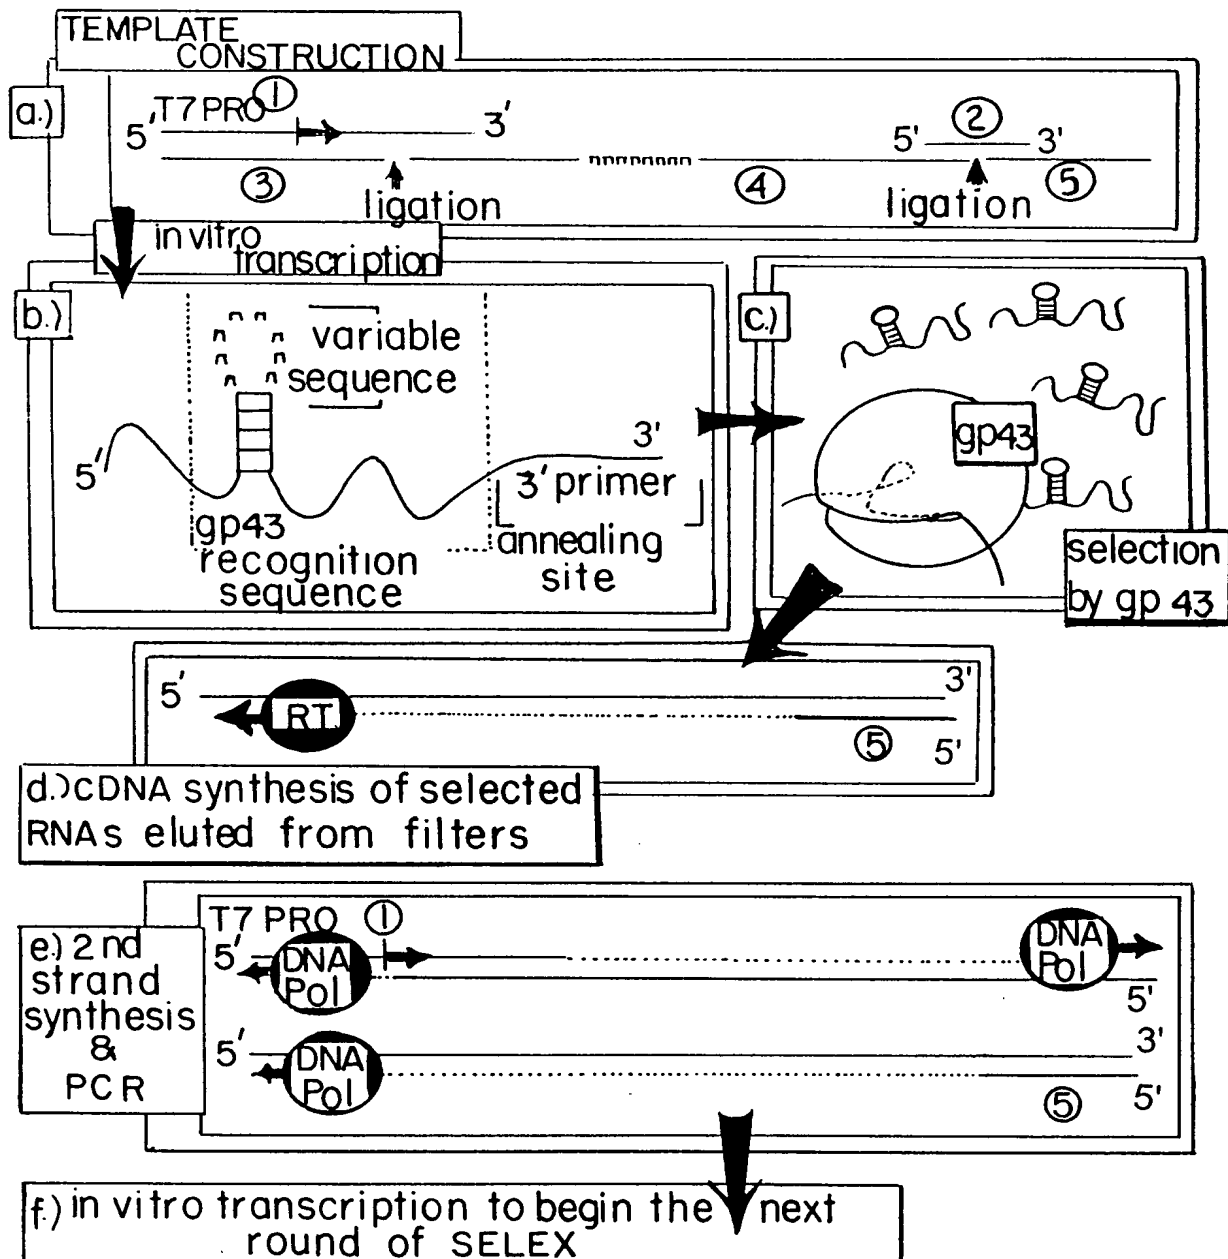 TEMPLATE
CONSTRUCTION
a.)
T7 PRO ①
5' 3'
5' ② 3'
③ ④ ⑤
ligation
ligation
in vitro
transcription
b.)
variable
sequence
5'
3'
3' primer
annealing
site
gp43
recognition
sequence
c.)
gp43
selection
by gp 43
5' 3'
RT
⑤ 5'
d.) cDNA synthesis of selected
RNAs eluted from filters
e.) 2nd
strand
synthesis
&
PCR
T7 PRO ①
5'
DNA
Pol
DNA
Pol
5'
5' 3'
DNA
Pol
⑤ 5'
f.) in vitro transcription to begin the next
round of SELEX